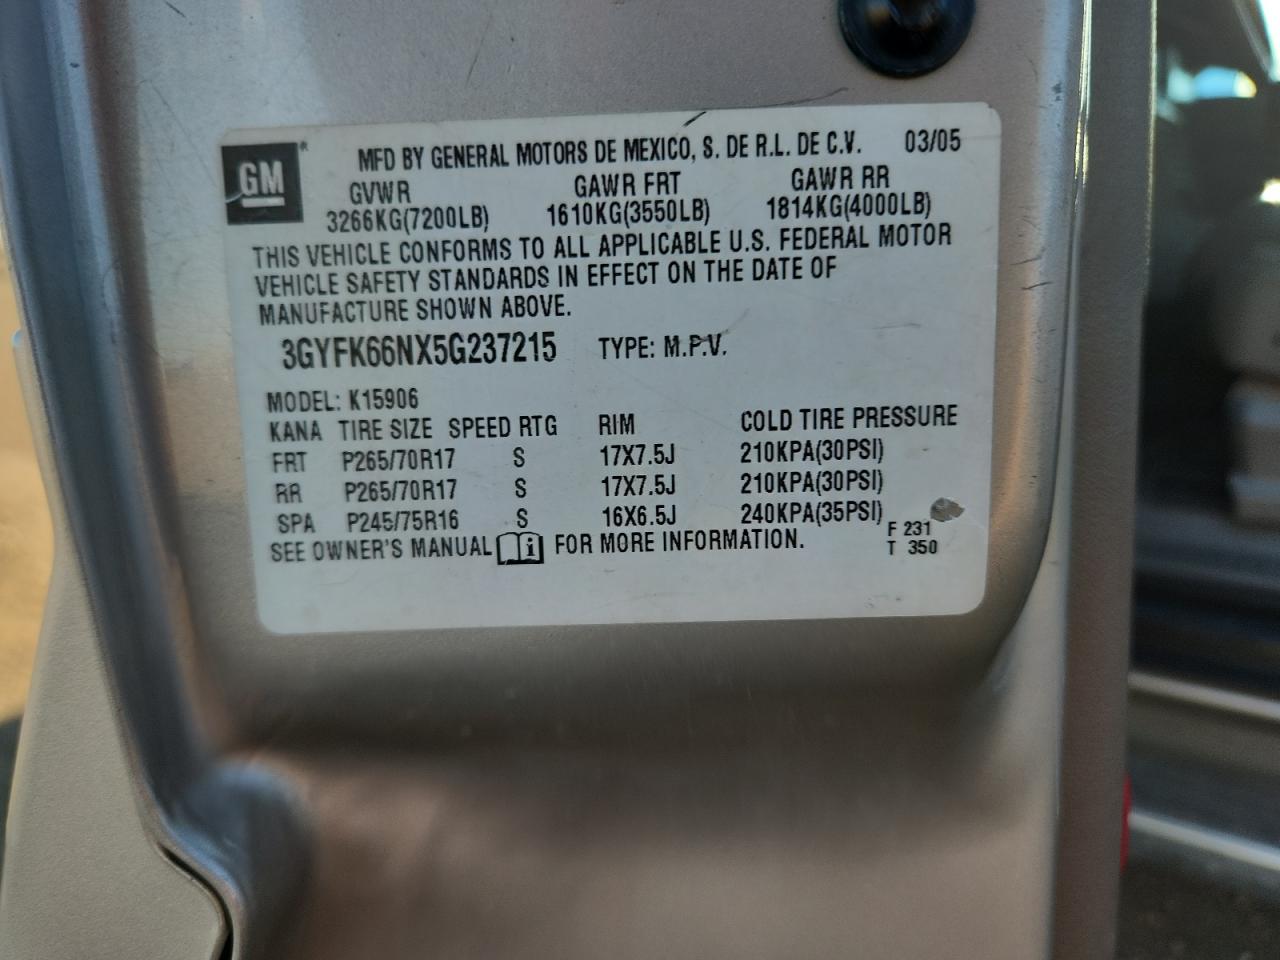 GM
MFD BY GENERAL MOTORS DE MEXICO, S. DE R.L. DE C.V. 03/05
GVWR GAWR FRT GAWR RR
3266KG(7200LB) 1610KG(3550LB) 1814KG(4000LB)
THIS VEHICLE CONFORMS TO ALL APPLICABLE U.S. FEDERAL MOTOR
VEHICLE SAFETY STANDARDS IN EFFECT ON THE DATE OF
MANUFACTURE SHOWN ABOVE.
3GYFK66NX5G237215 TYPE: M.P.V.
MODEL: K15906
KANA TIRE SIZE SPEED RTG RIM COLD TIRE PRESSURE
FRT P265/70R17 S 17X7.5J 210KPA(30PSI)
RR P265/70R17 S 17X7.5J 210KPA(30PSI)
SPA P245/75R16 S 16X6.5J 240KPA(35PSI)
SEE OWNER'S MANUAL i FOR MORE INFORMATION.
F 231
T 350